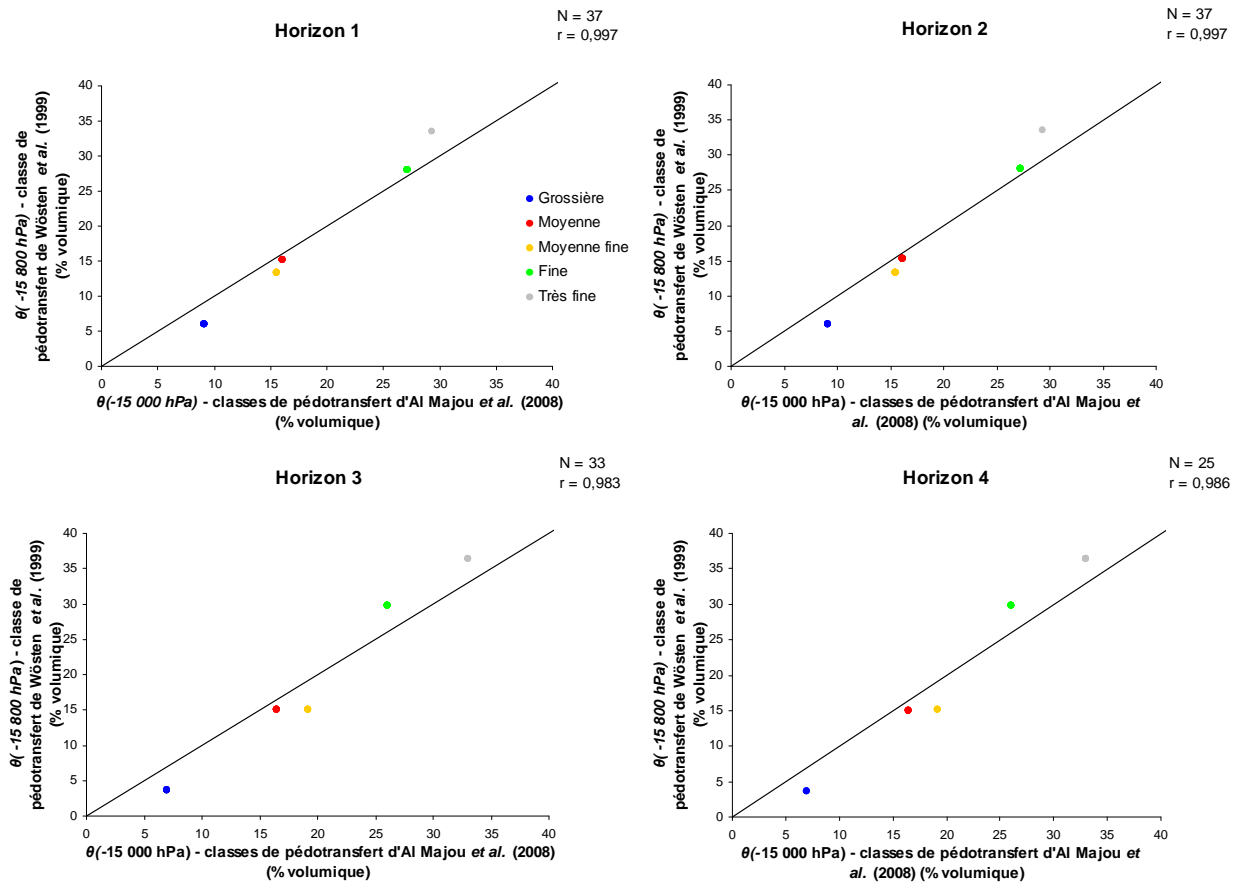 Horizon 1
N = 37
r = 0,997
θ( -15 800 hPa) - classe de
pédotransfert de Wösten et al. (1999)
(% volumique)
40
35
30
25
20
15
10
5
0
0 5 10 15 20 25 30 35 40
θ(-15 000 hPa) - classes de pédotransfert d'Al Majou et al. (2008)
(% volumique)
Grossière
Moyenne
Moyenne fine
Fine
Très fine
Horizon 2
N = 37
r = 0,997
θ( -15 800 hPa) - classe de
pédotransfert de Wösten et al. (1999)
(% volumique)
40
35
30
25
20
15
10
5
0
0 5 10 15 20 25 30 35 40
θ(-15 000 hPa) - classes de pédotransfert d'Al Majou et
al. (2008) (% volumique)
Horizon 3
N = 33
r = 0,983
θ( -15 800 hPa) - classe de
pédotransfert de Wösten et al. (1999)
(% volumique)
40
35
30
25
20
15
10
5
0
0 5 10 15 20 25 30 35 40
θ(-15 000 hPa) - classes de pédotransfert d'Al Majou et al. (2008)
(% volumique)
Horizon 4
N = 25
r = 0,986
θ( -15 800 hPa) - classe de
pédotransfert de Wösten et al. (1999)
(% volumique)
40
35
30
25
20
15
10
5
0
0 5 10 15 20 25 30 35 40
θ(-15 000 hPa) - classes de pédotransfert d'Al Majou et
al. (2008) (% volumique)